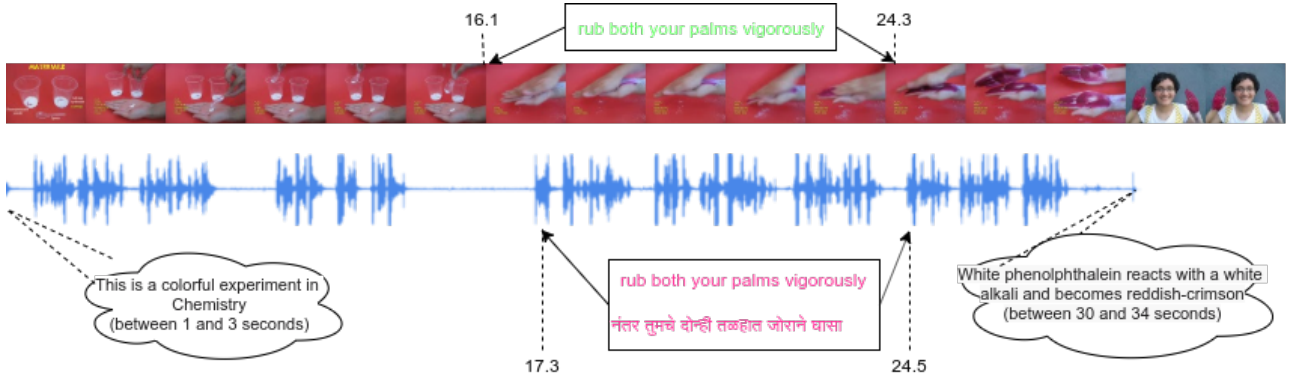 16.1
rub both your palms vigorously
24.3
MATERIALS
rub both your palms vigorously
नंतर तुमचे दोन्ही तळहात जोराने घासा
This is a colorful experiment in
Chemistry
(between 1 and 3 seconds)
White phenolphthalein reacts with a white
alkali and becomes reddish-crimson
(between 30 and 34 seconds)
17.3
24.5